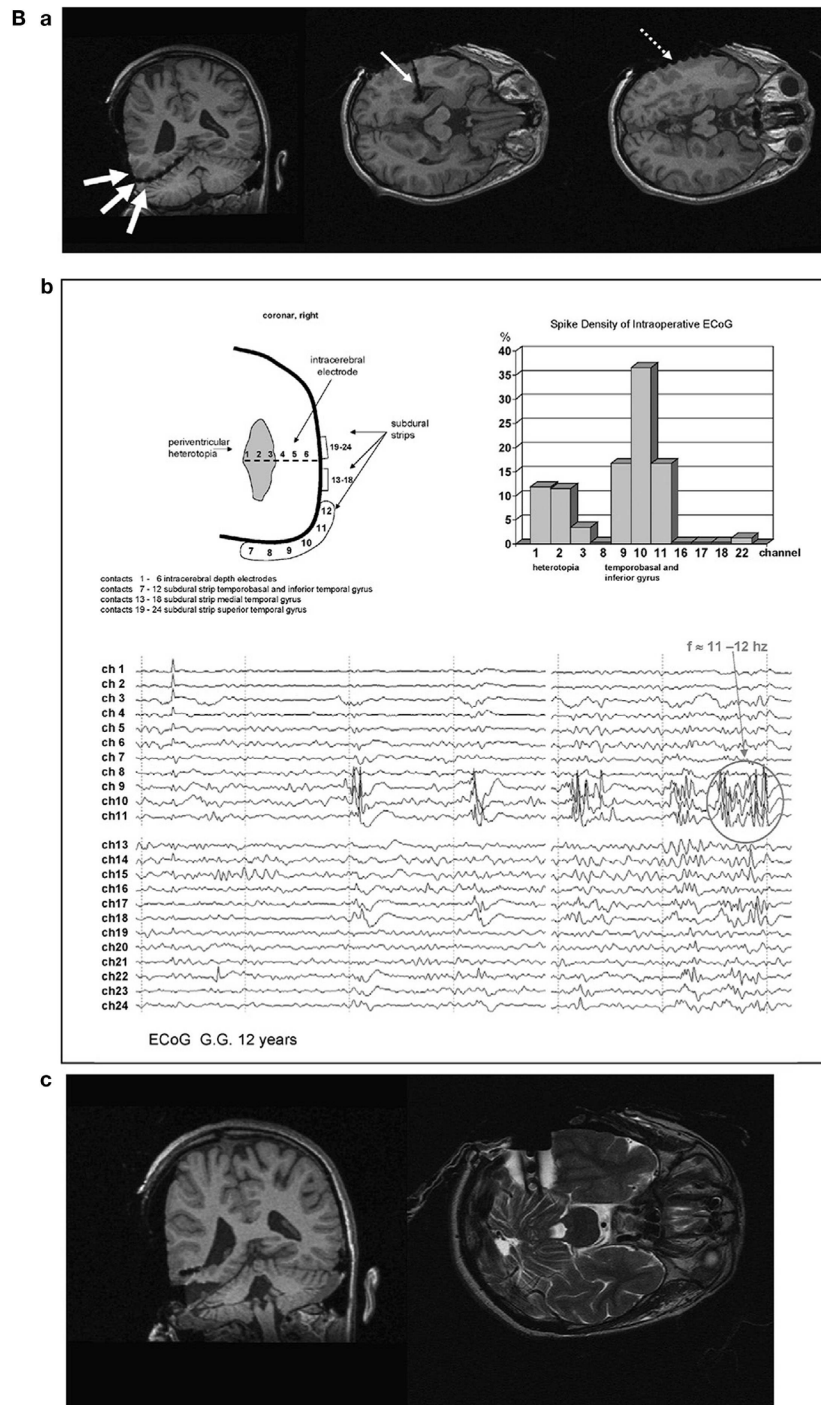 B a
b
coronar, right
intracerebral
electrode
periventricular
heterotopia
subdural
strips
1 2 3 4 5 6
19-24
13-18
12
11
10
9
8
7
contacts 1 - 6 intracerebral depth electrodes
contacts 7 - 12 subdural strip temporobasal and inferior temporal gyrus
contacts 13 - 18 subdural strip medial temporal gyrus
contacts 19 - 24 subdural strip superior temporal gyrus
Spike Density of Intraoperative ECoG
%
40
35
30
25
20
15
10
5
0
1 2 3 8 9 10 11 16 17 18 22 channel
heterotopia
temporobasal and
inferior gyrus
f ≈ 11 –12 hz
ch 1
ch 2
ch 3
ch 4
ch 5
ch 6
ch 7
ch 8
ch 9
ch10
ch11
ch13
ch14
ch15
ch16
ch17
ch18
ch19
ch20
ch21
ch22
ch23
ch24
ECoG G.G. 12 years
c